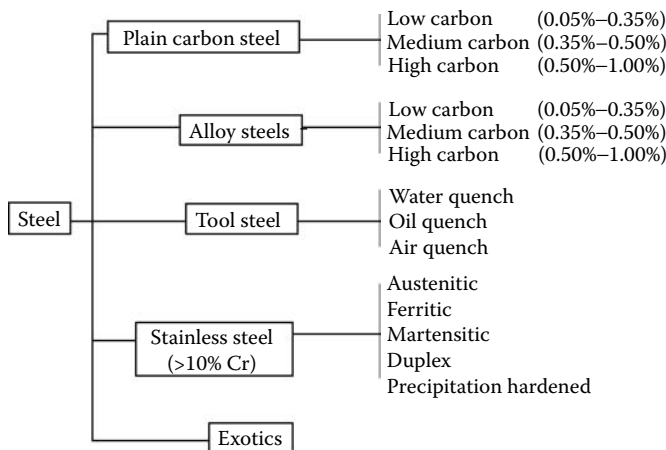 Plain carbon steel
Low carbon (0.05%–0.35%)
Medium carbon (0.35%–0.50%)
High carbon (0.50%–1.00%)
Alloy steels
Low carbon (0.05%–0.35%)
Medium carbon (0.35%–0.50%)
High carbon (0.50%–1.00%)
Steel
Tool steel
Water quench
Oil quench
Air quench
Stainless steel
(>10% Cr)
Austenitic
Ferritic
Martensitic
Duplex
Precipitation hardened
Exotics